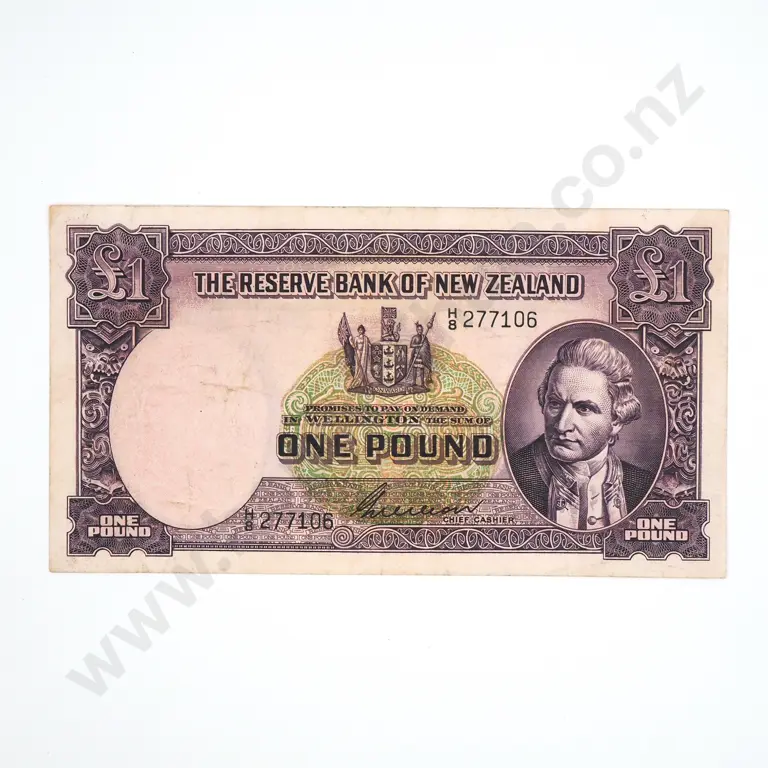 £1 £1
THE RESERVE BANK OF NEW ZEALAND
H/8 277106
PROMISES TO PAY ON DEMAND
IN WELLINGTON THE SUM OF
ONE POUND
H/8 277106
CHIEF CASHIER
ONE POUND
ONE POUND
www.
.co.nz